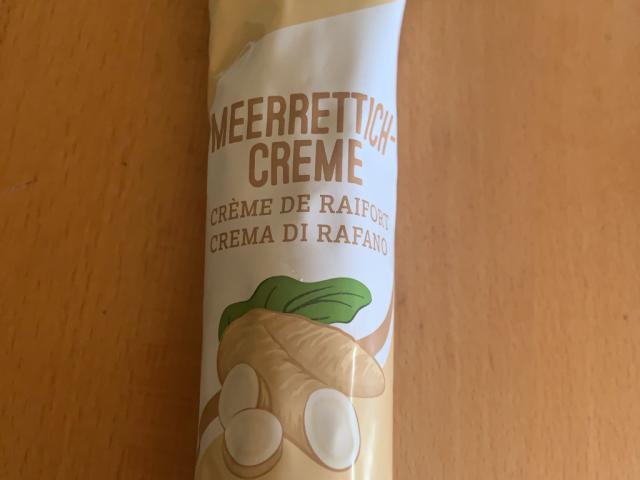 MEERRETTICH-
CREME
CRÈME DE RAIFORT
CREMA DI RAFANO